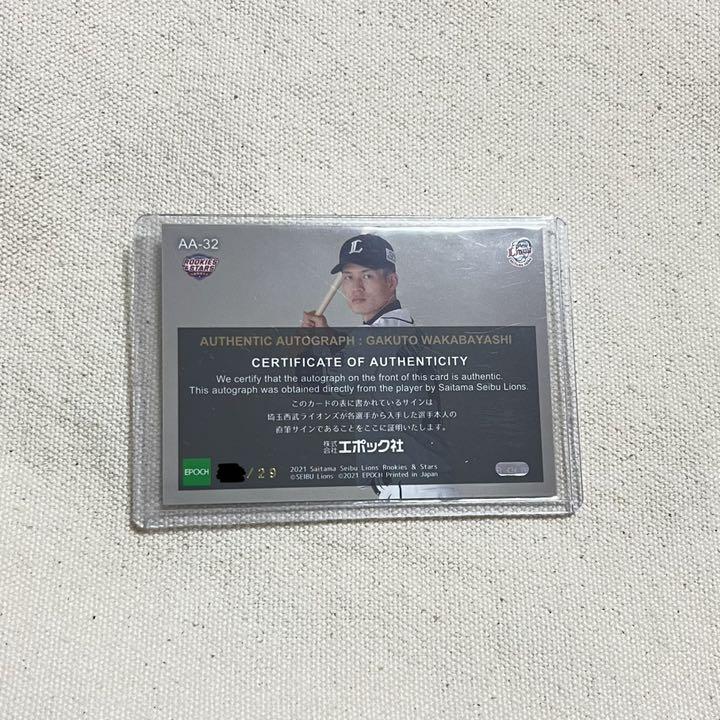 AA-32
ROOKIES
& STARS
L
Lions
AUTHENTIC AUTOGRAPH : GAKUTO WAKABAYASHI
CERTIFICATE OF AUTHENTICITY
We certify that the autograph on the front of this card is authentic.
This autograph was obtained directly from the player by Saitama Seibu Lions.
このカードの表に書かれているサインは
埼玉西武ライオンズが各選手から入手した選手本人の
直筆サインであることをここに証明いたします。
株式会社エポック社
EPOCH
/29
2021 Saitama Seibu Lions Rookies & Stars
©SEIBU Lions ©2021 EPOCH Printed in Japan